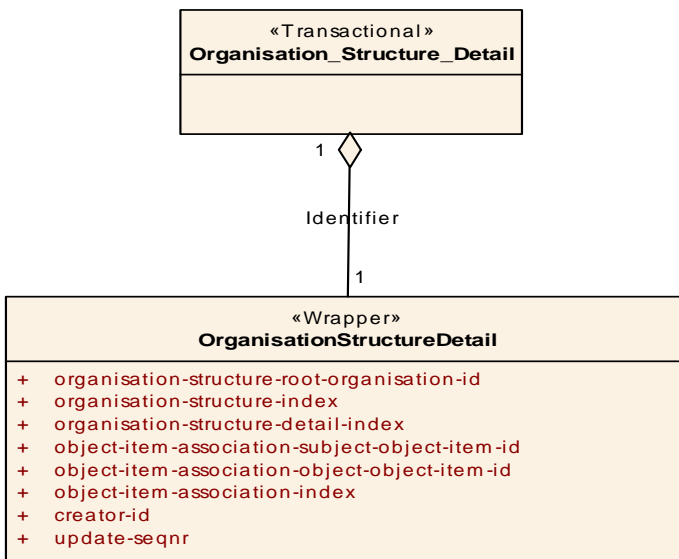 «Transactional»
Organisation_Structure_Detail
1
Identifier
1
«Wrapper»
OrganisationStructureDetail
+ organisation-structure-root-organisation-id
+ organisation-structure-index
+ organisation-structure-detail-index
+ object-item-association-subject-object-item-id
+ object-item-association-object-object-item-id
+ object-item-association-index
+ creator-id
+ update-seqnr